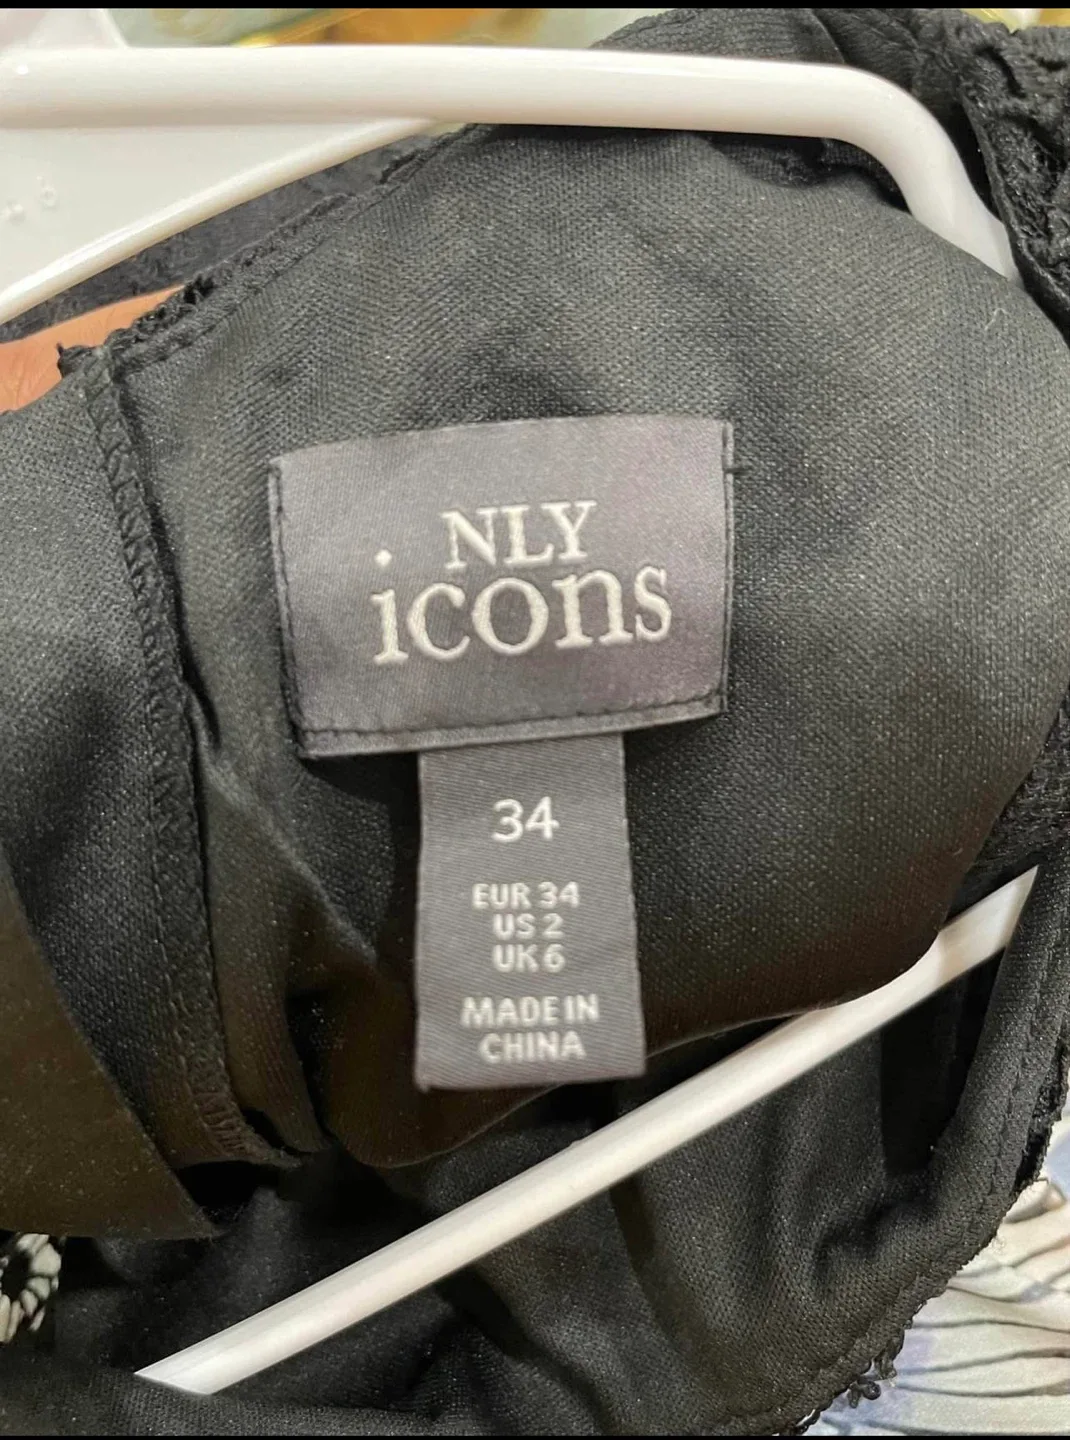 NLY
icons
34
EUR 34
US 2
UK 6
MADE IN
CHINA